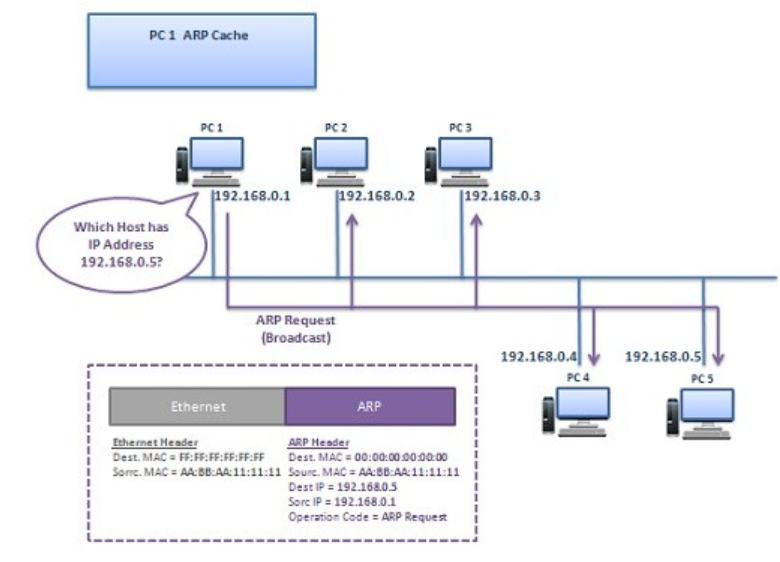 PC 1 ARP Cache
PC 1
PC 2
PC 3
192.168.0.1
192.168.0.2
192.168.0.3
Which Host has
IP Address
192.168.0.5?
ARP Request
(Broadcast)
192.168.0.4
192.168.0.5
PC 4
PC 5
Ethernet
ARP
Ethernet Header
Dest. MAC = FF:FF:FF:FF:FF:FF
Sorrc. MAC = AA:BB:AA:11:11:11
ARP Header
Dest. MAC = 00:00:00:00:00:00
Sourc. MAC = AA:BB:AA:11:11:11
Dest IP = 192.168.0.5
Sorc IP = 192.168.0.1
Operation Code = ARP Request